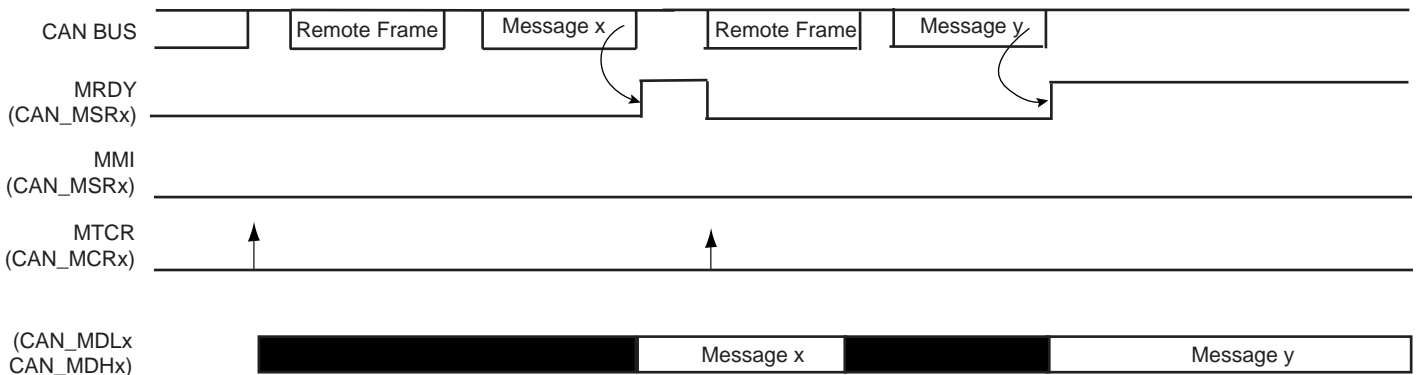 CAN BUS
Remote Frame
Message x
Remote Frame
Message y
MRDY
(CAN_MSRx)
MMI
(CAN_MSRx)
MTCR
(CAN_MCRx)
(CAN_MDLx
CAN_MDHx)
Message x
Message y